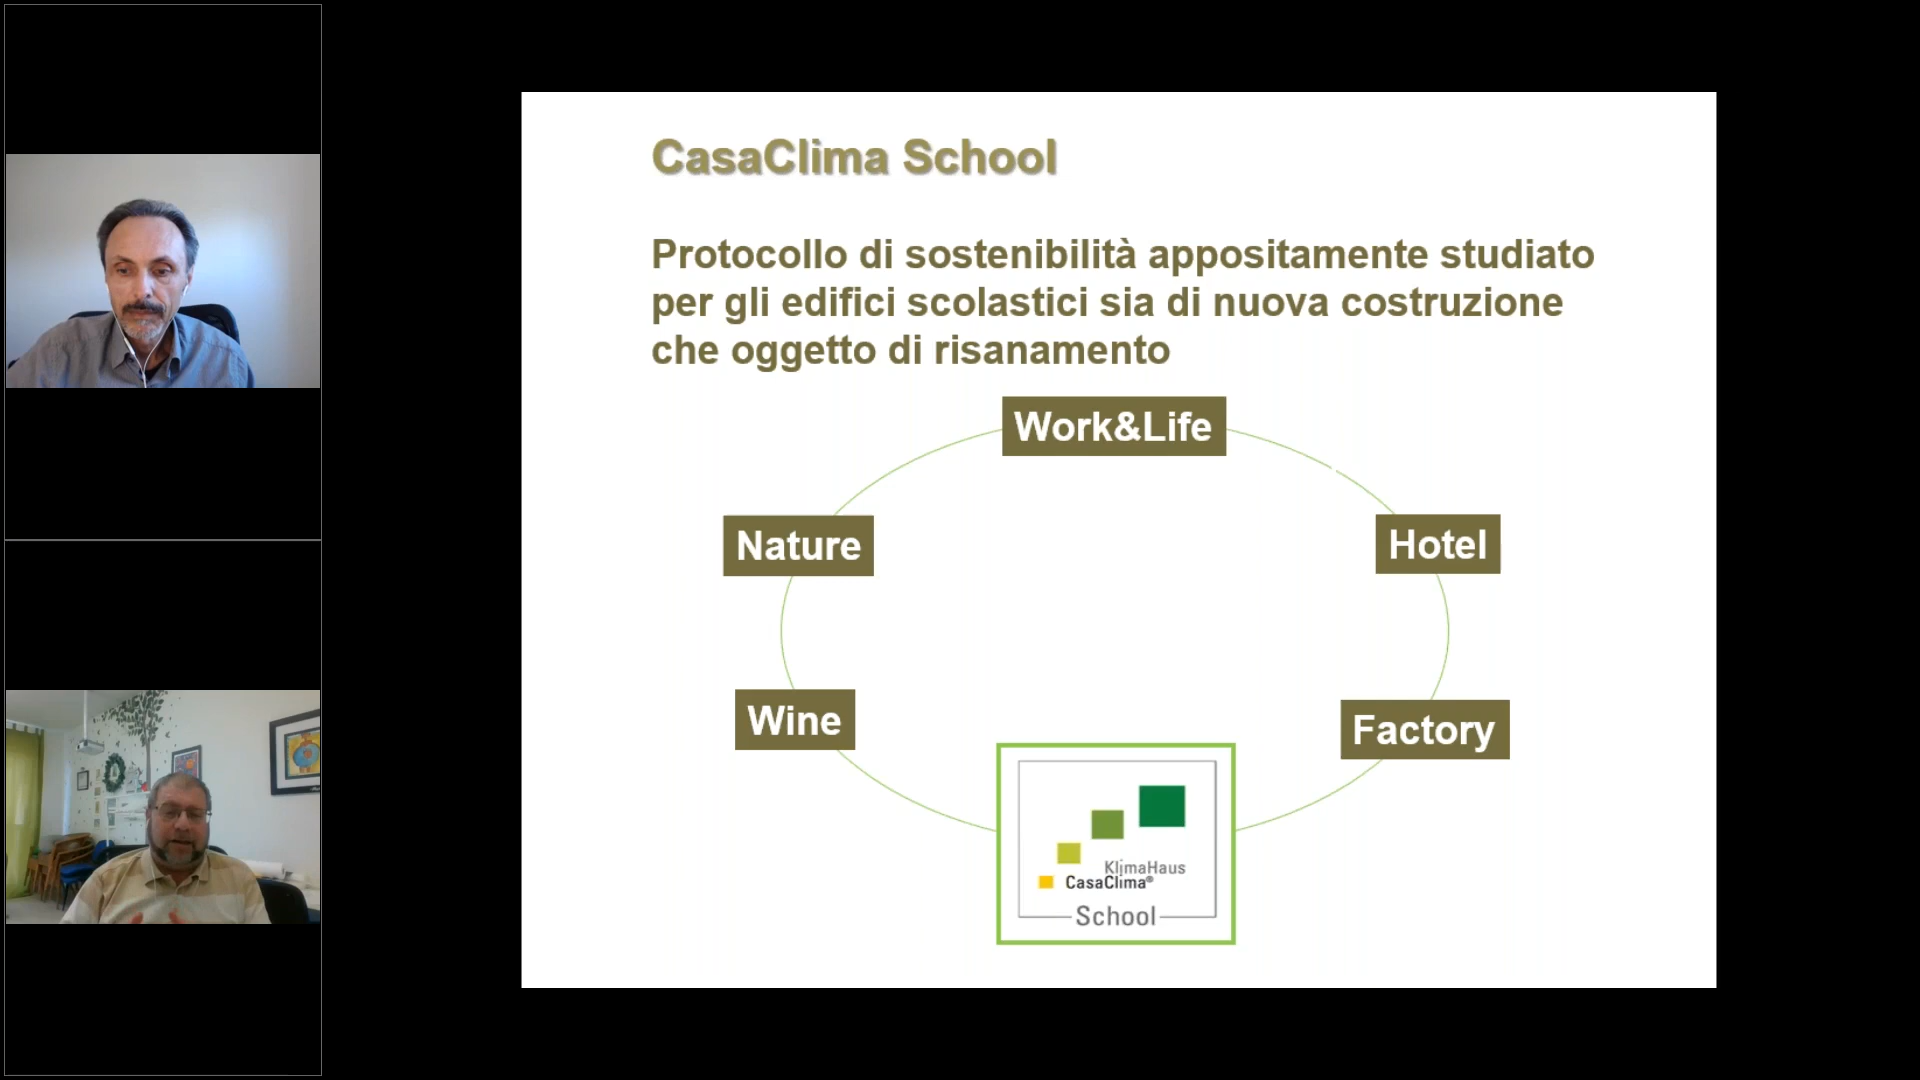 CasaClima School
Protocollo di sostenibilità appositamente studiato
per gli edifici scolastici sia di nuova costruzione
che oggetto di risanamento
Work&Life
Nature
Hotel
Wine
Factory
KlimaHaus
CasaClima®
School